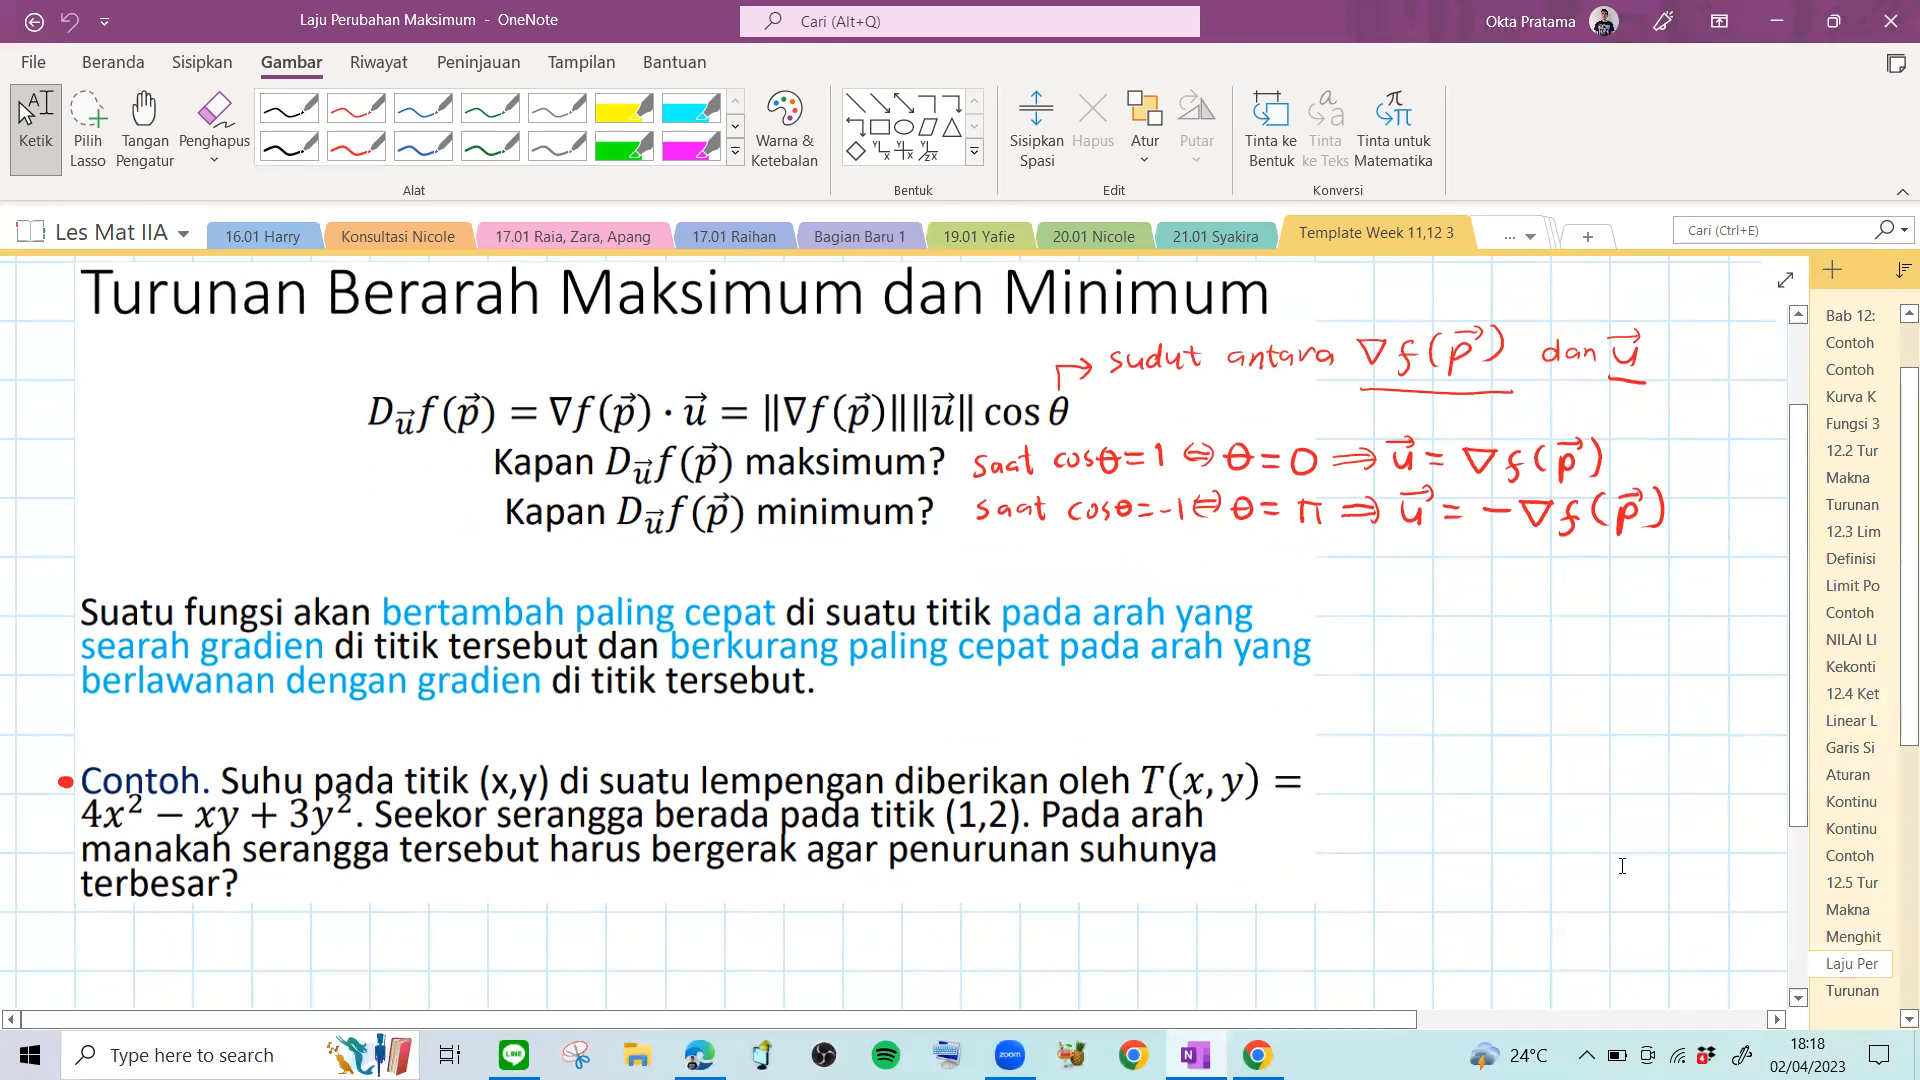 Laju Perubahan Maksimum - OneNote
Cari (Alt+Q)
Okta Pratama
File Beranda Sisipkan Gambar Riwayat Peninjauan Tampilan Bantuan
Ketik
Pilih Lasso
Tangan Pengatur
Penghapus
Warna & Ketebalan
Sisipkan Spasi
Hapus
Atur
Putar
Tinta ke Bentuk
Tinta ke Teks
Tinta untuk Matematika
Alat
Bentuk
Edit
Konversi
Les Mat IIA
16.01 Harry
Konsultasi Nicole
17.01 Raia, Zara, Apang
17.01 Raihan
Bagian Baru 1
19.01 Yafie
20.01 Nicole
21.01 Syakira
Template Week 11,12 3
...
Cari (Ctrl+E)
Turunan Berarah Maksimum dan Minimum
sudut antara ∇f(p⃗) dan u⃗
D_u⃗ f(p⃗) = ∇f(p⃗) · u⃗ = ‖∇f(p⃗)‖‖u⃗‖ cos θ
Kapan D_u⃗ f(p⃗) maksimum? saat cosθ=1 ⇔ θ=0 ⇒ u⃗ = ∇f(p⃗)
Kapan D_u⃗ f(p⃗) minimum? saat cosθ=-1 ⇔ θ=π ⇒ u⃗ = -∇f(p⃗)
Suatu fungsi akan bertambah paling cepat di suatu titik pada arah yang
searah gradien di titik tersebut dan berkurang paling cepat pada arah yang
berlawanan dengan gradien di titik tersebut.
Contoh. Suhu pada titik (x,y) di suatu lempengan diberikan oleh T(x, y) =
4x² − xy + 3y². Seekor serangga berada pada titik (1,2). Pada arah
manakah serangga tersebut harus bergerak agar penurunan suhunya
terbesar?
Bab 12:
Contoh
Contoh
Kurva K
Fungsi 3
12.2 Tur
Makna
Turunan
12.3 Lim
Definisi
Limit Po
Contoh
NILAI LI
Kekonti
12.4 Ket
Linear L
Garis Si
Aturan
Kontinu
Kontinu
Contoh
12.5 Tur
Makna
Menghit
Laju Per
Turunan
Type here to search
LINE
zoom
24°C
18:18
02/04/2023